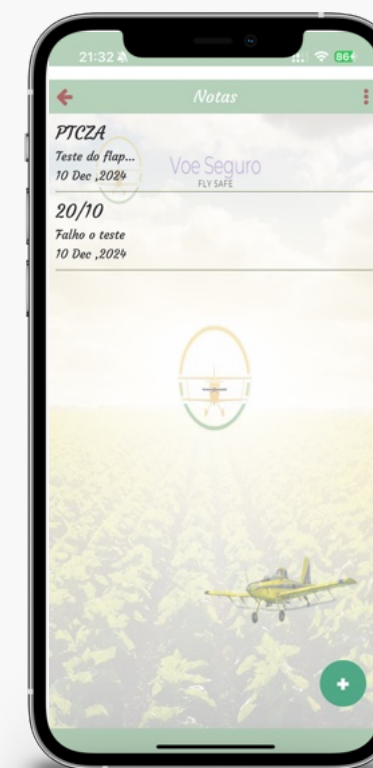 21:32
86
Notas
PTCZA
Teste do flap...
10 Dec ,2024
Voe Seguro
FLY SAFE
20/10
Falho o teste
10 Dec ,2024